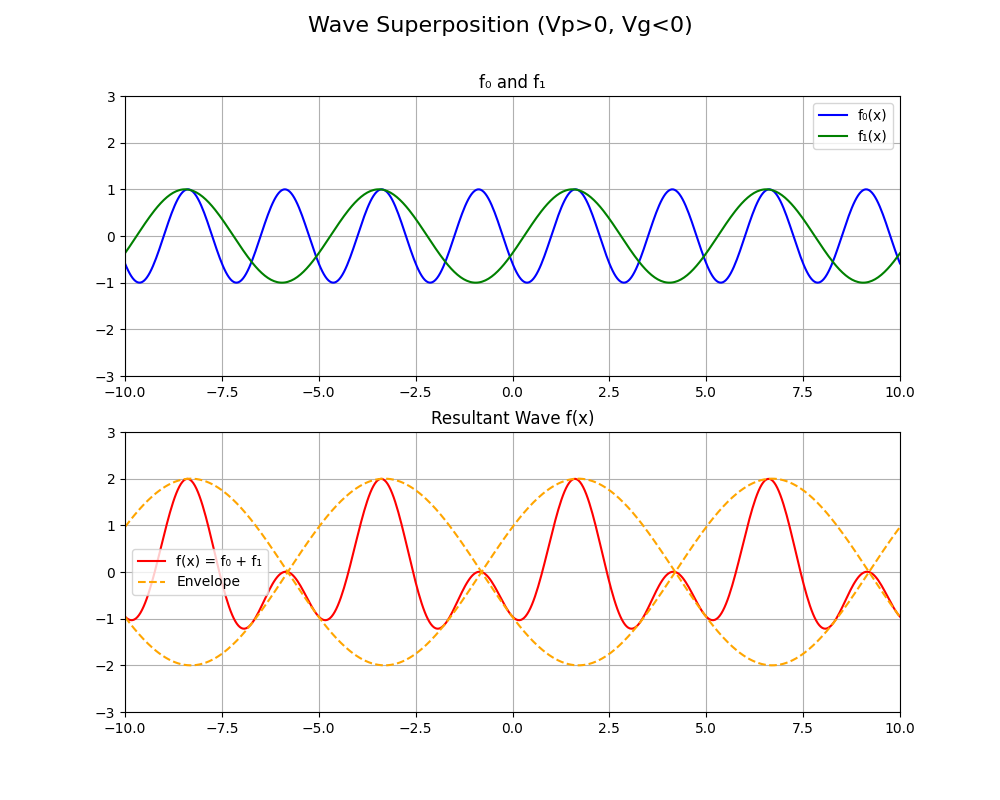 Wave Superposition (Vp>0, Vg<0)
f₀ and f₁
3
2
1
0
−1
−2
−3
f₀(x)
f₁(x)
−10.0 −7.5 −5.0 −2.5 0.0 2.5 5.0 7.5 10.0
Resultant Wave f(x)
3
2
1
0
−1
−2
−3
f(x) = f₀ + f₁
Envelope
−10.0 −7.5 −5.0 −2.5 0.0 2.5 5.0 7.5 10.0